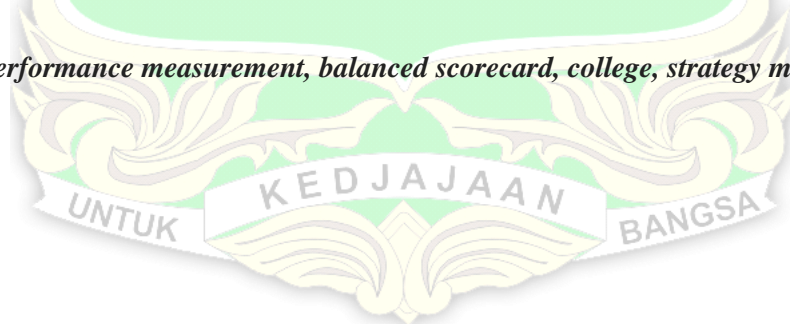 erformance measurement, balanced scorecard, college, strategy m
UNTUK KEDJAJAAN BANGSA